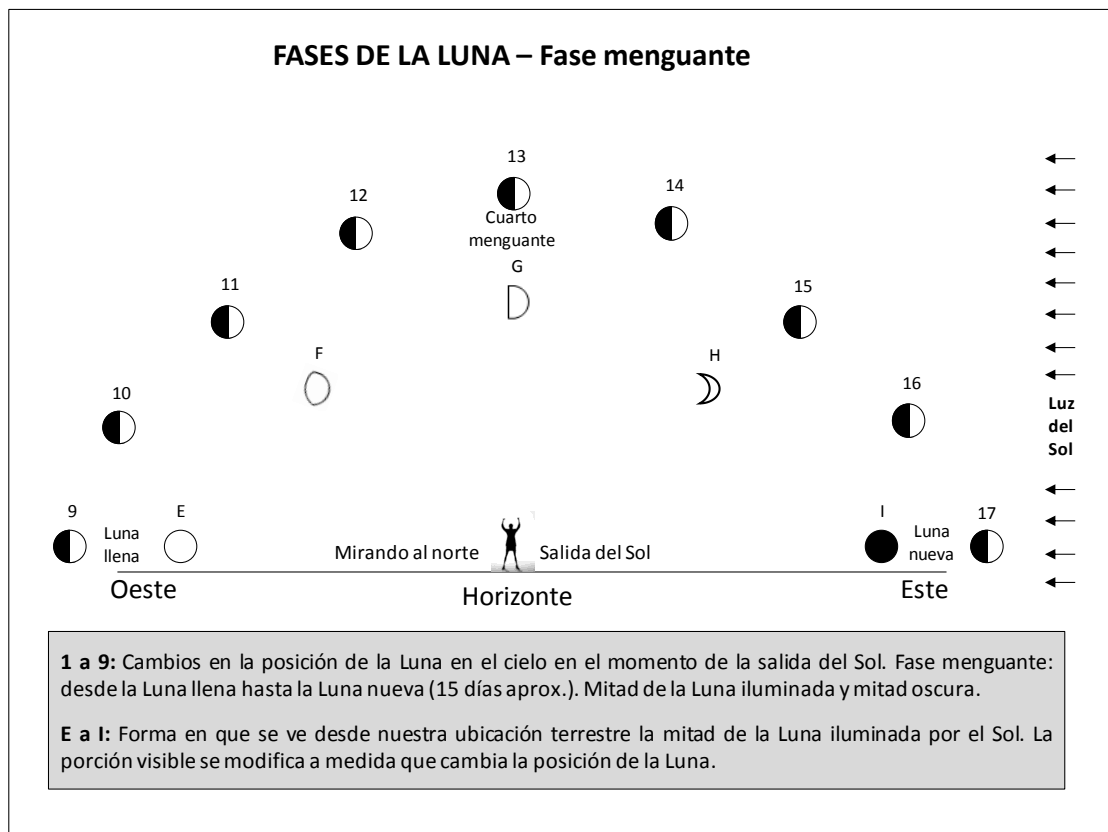 FASES DE LA LUNA – Fase menguante
13
12
14
Cuarto
menguante
G
11
15
F
H
10
16
Luz
del
Sol
9
Luna
llena
E
Mirando al norte
Salida del Sol
I
Luna
nueva
17
Oeste
Horizonte
Este
1 a 9: Cambios en la posición de la Luna en el cielo en el momento de la salida del Sol. Fase menguante:
desde la Luna llena hasta la Luna nueva (15 días aprox.). Mitad de la Luna iluminada y mitad oscura.
E a I: Forma en que se ve desde nuestra ubicación terrestre la mitad de la Luna iluminada por el Sol. La
porción visible se modifica a medida que cambia la posición de la Luna.